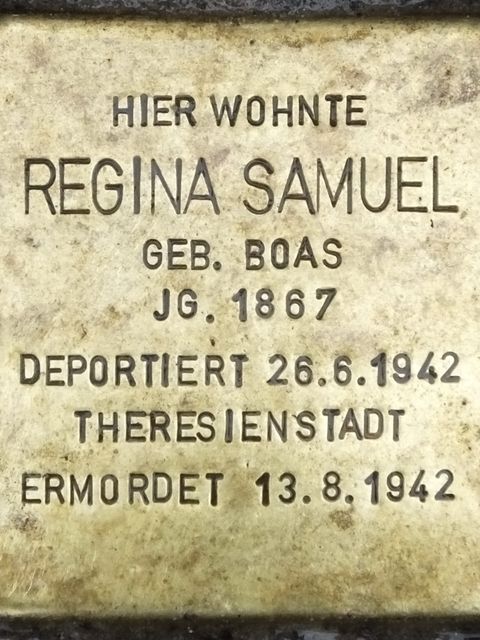 HIER WOHNTE
REGINA SAMUEL
GEB. BOAS
JG. 1867
DEPORTIERT 26.6.1942
THERESIENSTADT
ERMORDET 13.8.1942